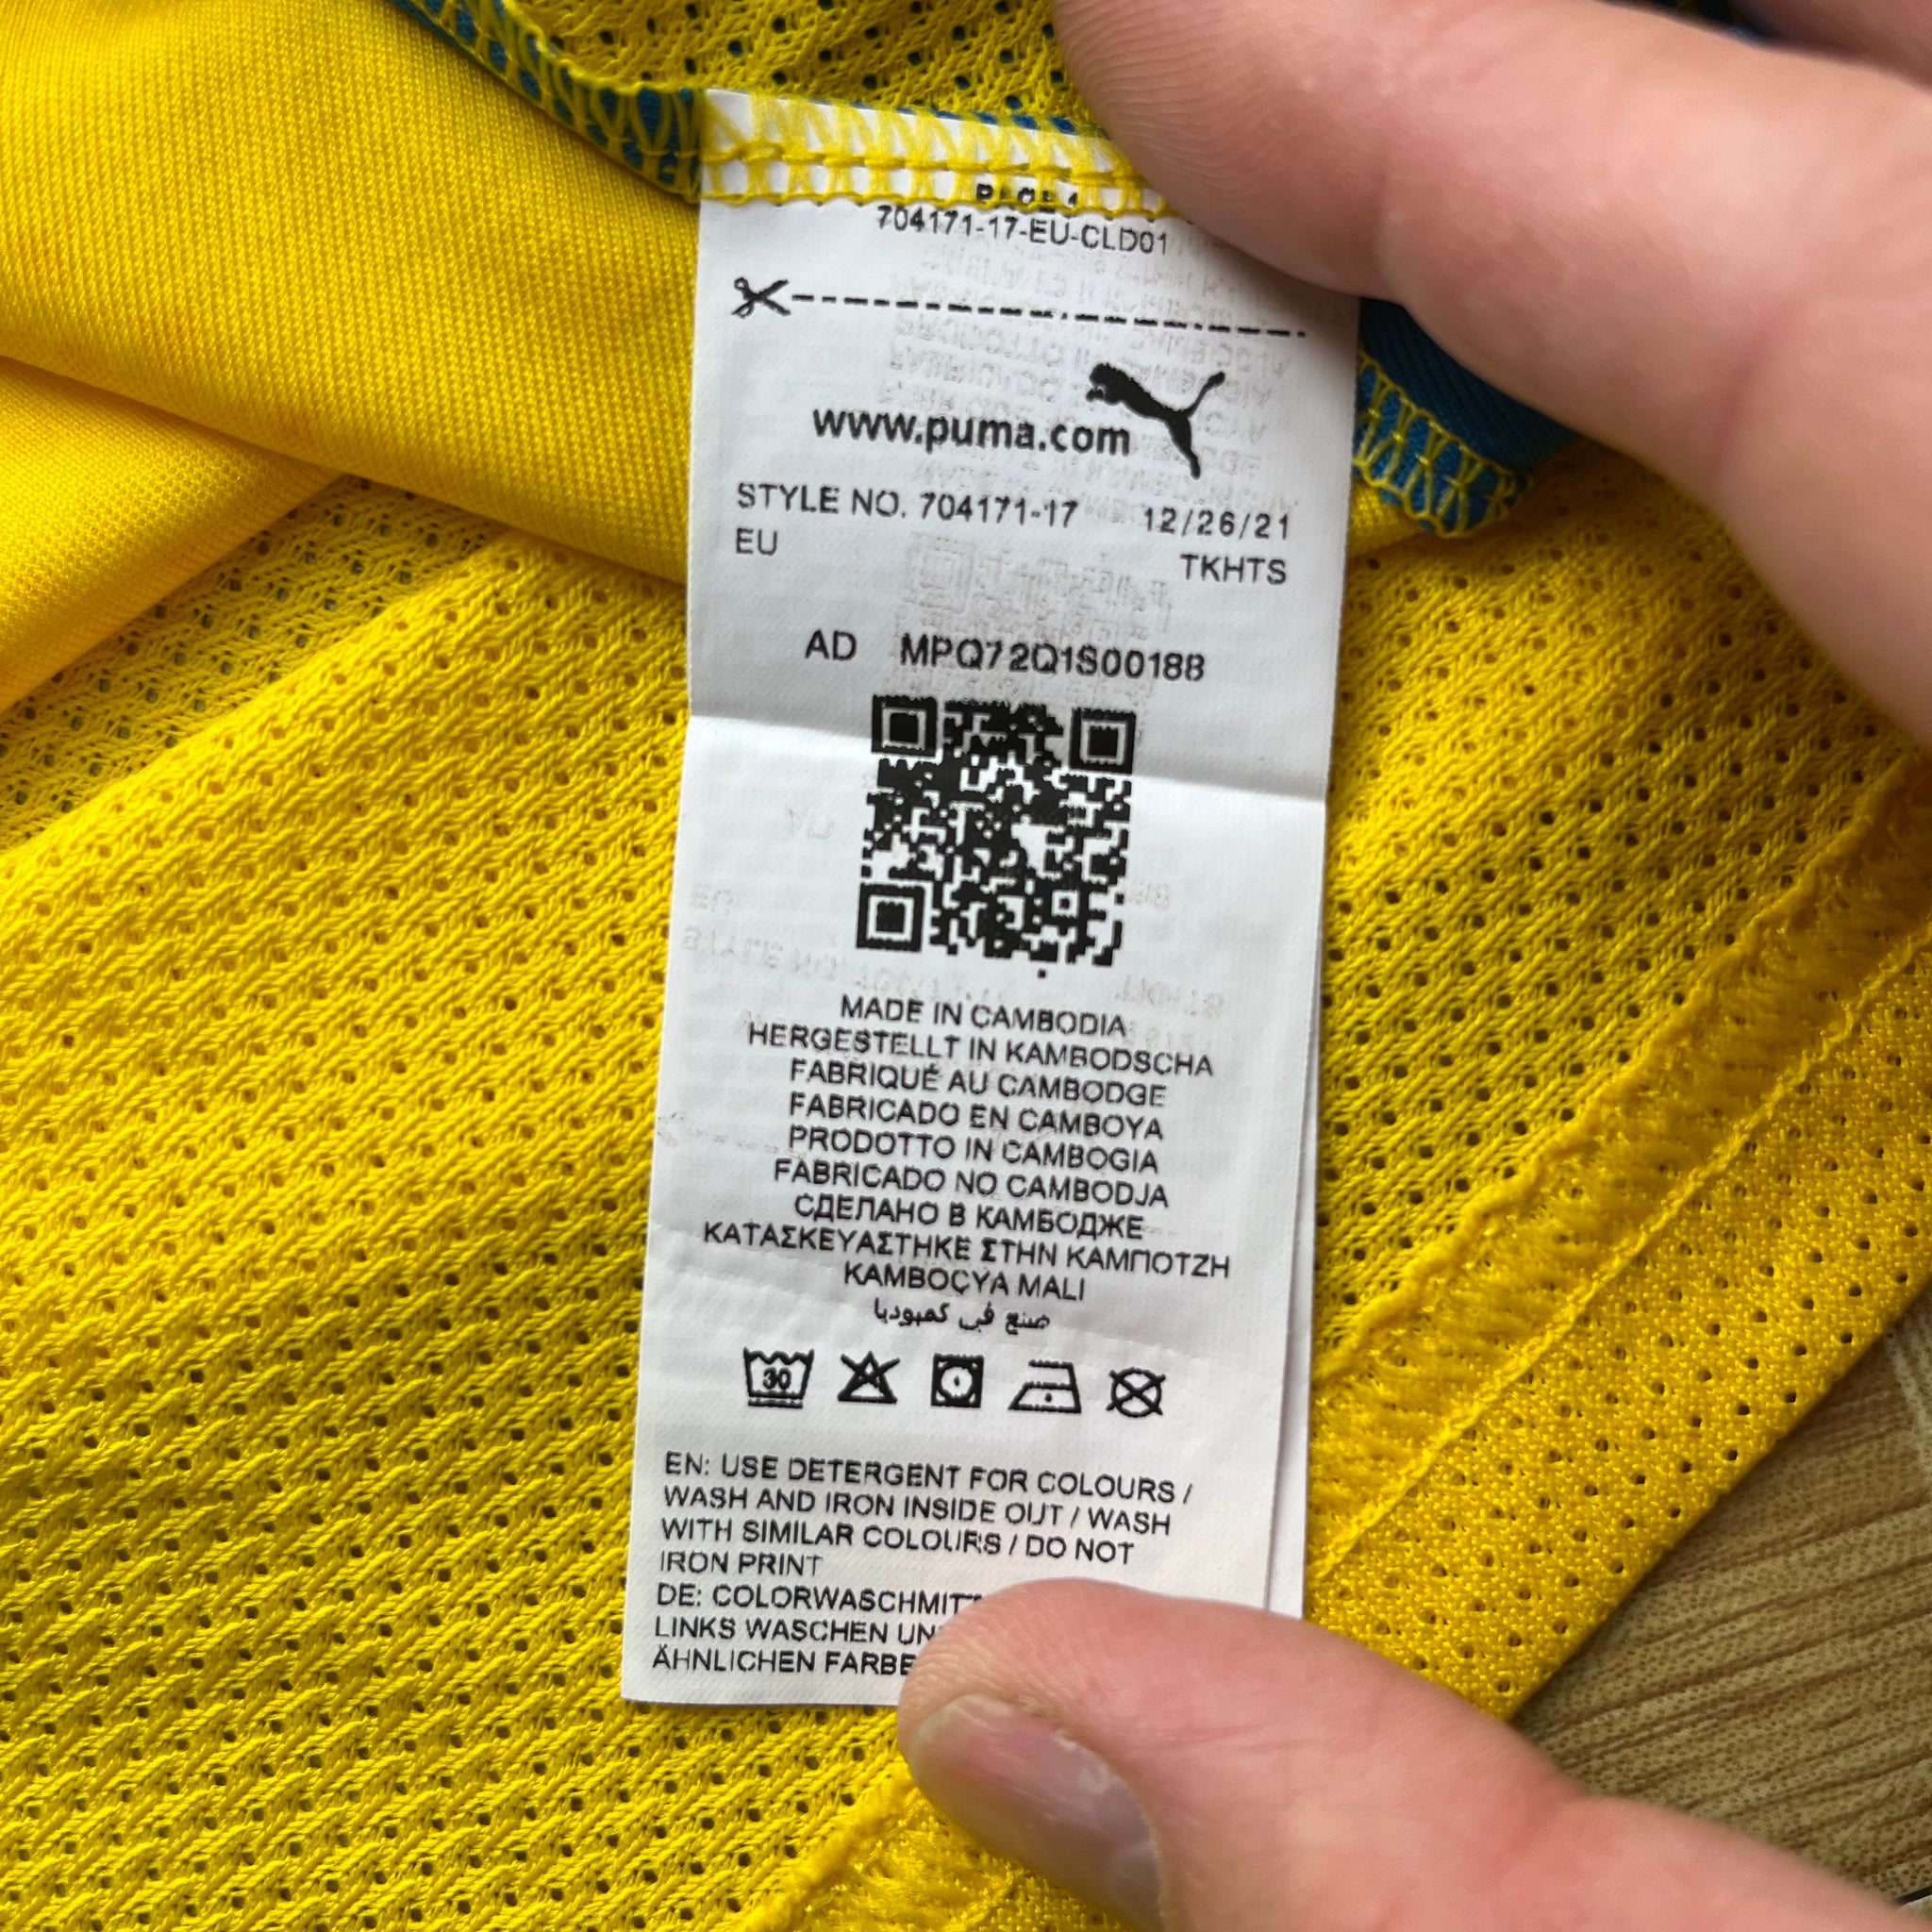 704171-17-EU-CLD01
www.puma.com
STYLE NO. 704171-17 12/26/21
EU TKHTS
AD MPQ72Q1S0018B
MADE IN CAMBODIA
HERGESTELLT IN KAMBODSCHA
FABRIQUÉ AU CAMBODGE
FABRICADO EN CAMBOYA
PRODOTTO IN CAMBOGIA
FABRICADO NO CAMBODJA
СДЕЛАНО В КАМБОДЖЕ
ΚΑΤΑΣΚΕΥΑΣΤΗΚΕ ΣΤΗΝ ΚΑΜΠΟΤΖΗ
KAMBOÇYA MALI
صنع في كمبوديا
30
EN: USE DETERGENT FOR COLOURS /
WASH AND IRON INSIDE OUT / WASH
WITH SIMILAR COLOURS / DO NOT
IRON PRINT
DE: COLORWASCHMITT
LINKS WASCHEN UN
ÄHNLICHEN FARBE